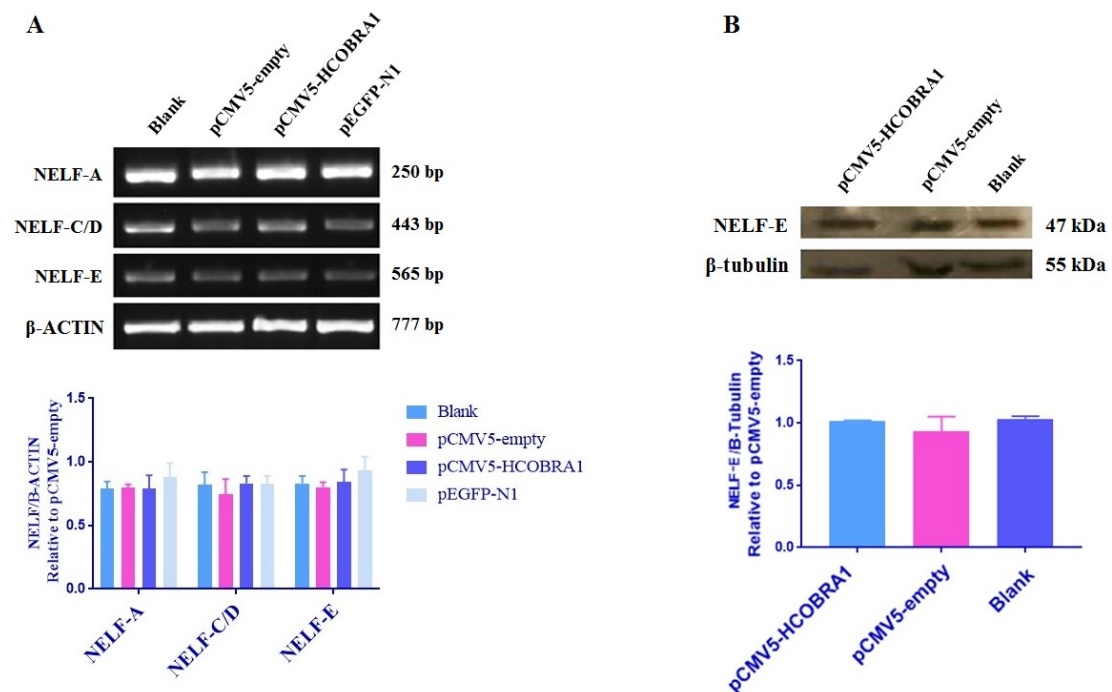 A
Blank
pCMV5-empty
pCMV5-HCOBRA1
pEGFP-N1
NELF-A
250 bp
NELF-C/D
443 bp
NELF-E
565 bp
β-ACTIN
777 bp
NELF/B-ACTIN
Relative to pCMV5-empty
1.5
1.0
0.5
0.0
NELF-A
NELF-C/D
NELF-E
Blank
pCMV5-empty
pCMV5-HCOBRA1
pEGFP-N1
B
pCMV5-HCOBRA1
pCMV5-empty
Blank
NELF-E
47 kDa
β-tubulin
55 kDa
NELF-E/B-Tubulin
Relative to pCMV5-empty
1.5
1.0
0.5
0.0
pCMV5-HCOBRA1
pCMV5-empty
Blank